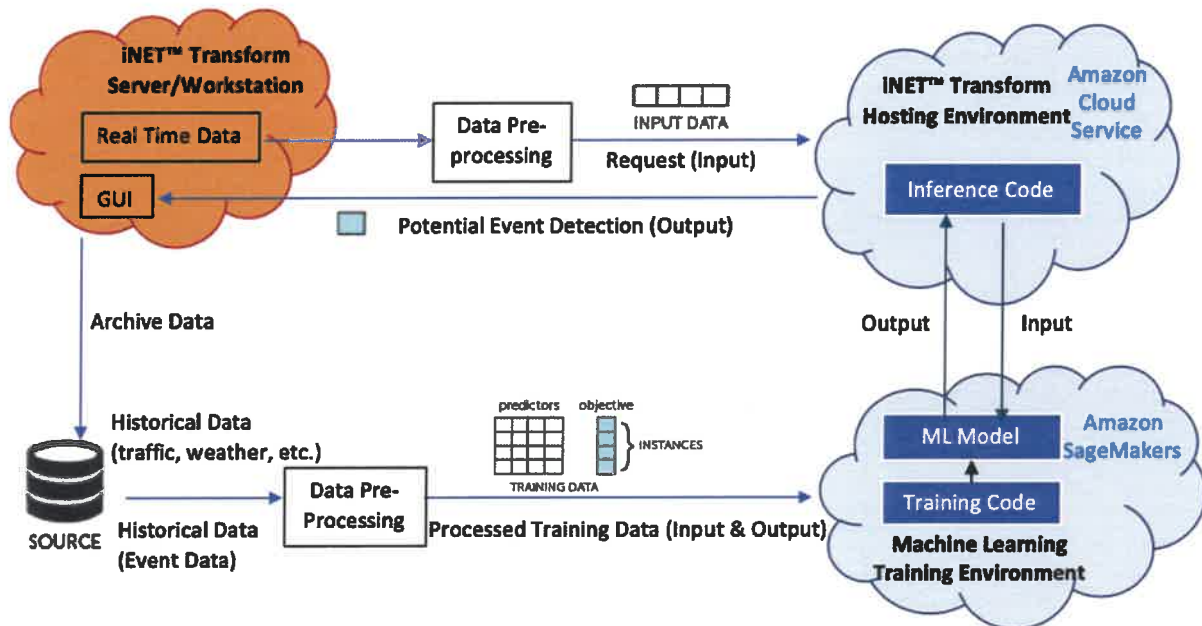 iNET™ Transform
Server/Workstation
Real Time Data
GUI
Data Pre-
processing
INPUT DATA
Request (Input)
iNET™ Transform
Hosting Environment
Amazon
Cloud
Service
Inference Code
Potential Event Detection (Output)
Archive Data
Output
Input
Historical Data
(traffic, weather, etc.)
SOURCE
Historical Data
(Event Data)
Data Pre-
Processing
predictors
objective
INSTANCES
TRAINING DATA
Processed Training Data (Input & Output)
ML Model
Amazon
SageMakers
Training Code
Machine Learning
Training Environment